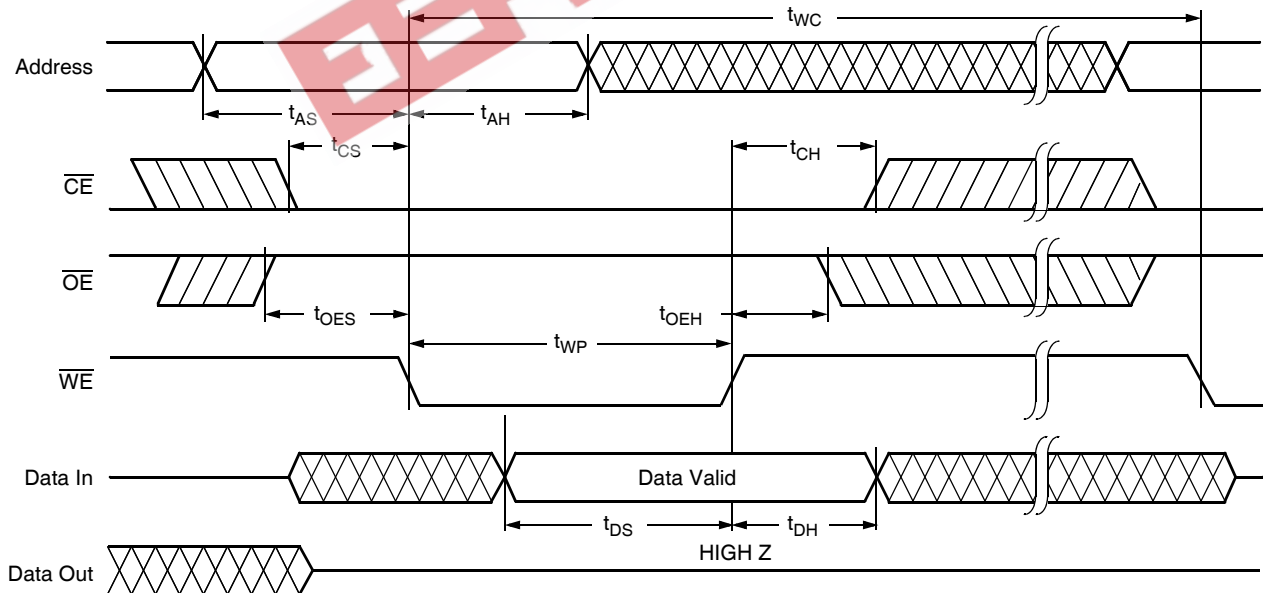 tWC
Address
tAS
tAH
tCS
tCH
CE
OE
tOES
tOEH
tWP
WE
Data In
Data Valid
tDS
tDH
HIGH Z
Data Out